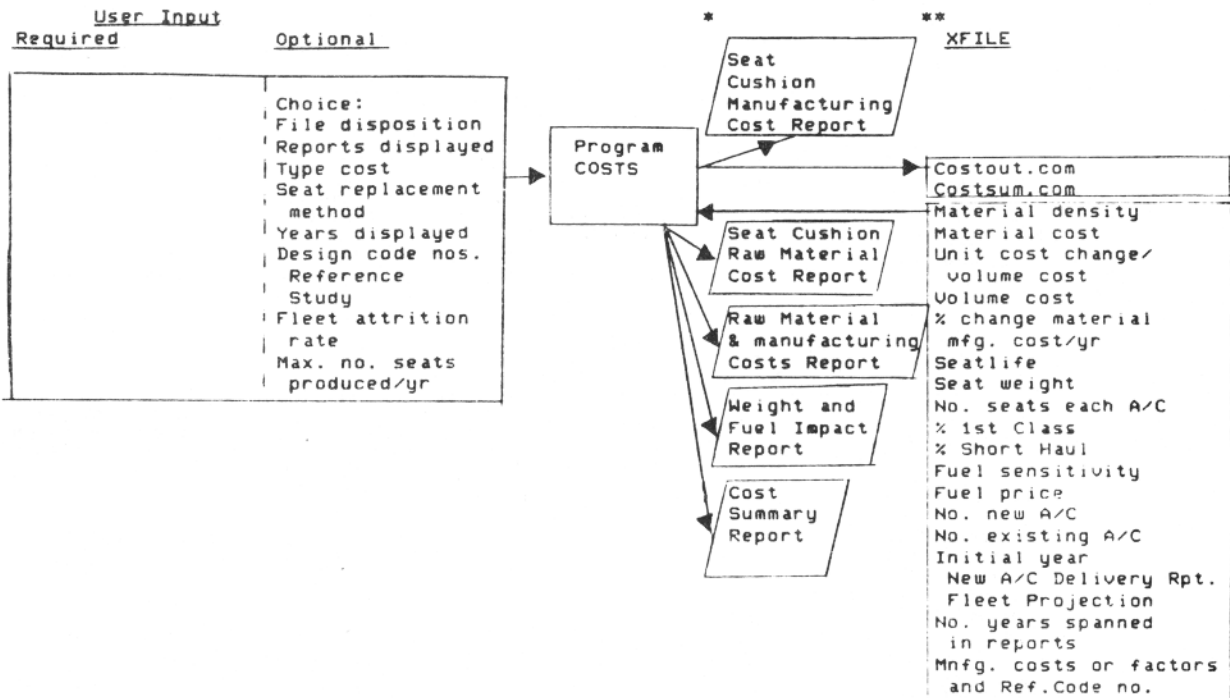 User Input
Required
Optional
Choice:
File disposition
Reports displayed
Type cost
Seat replacement
method
Years displayed
Design code nos.
Reference
Study
Fleet attrition
rate
Max. no. seats
produced/yr
Program
COSTS
*
Seat
Cushion
Manufacturing
Cost Report
Seat Cushion
Raw Material
Cost Report
Raw Material
& manufacturing
Costs Report
Weight and
Fuel Impact
Report
Cost
Summary
Report
**
XFILE
Costout.com
Costsum.com
Material density
Material cost
Unit cost change/
volume cost
Volume cost
% change material
mfg. cost/yr
Seatlife
Seat weight
No. seats each A/C
% 1st Class
% Short Haul
Fuel sensitivity
Fuel price
No. new A/C
No. existing A/C
Initial year
New A/C Delivery Rpt.
Fleet Projection
No. years spanned
in reports
Mnfg. costs or factors
and Ref.Code no.